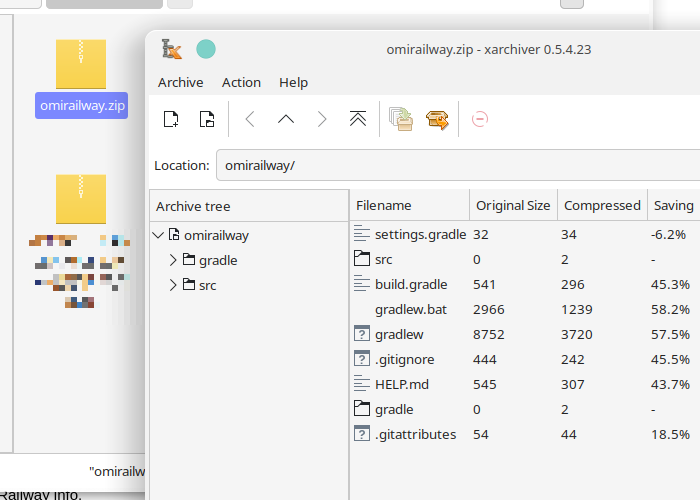 omirailway.zip
omirailway.zip - xarchiver 0.5.4.23
Archive Action Help
Location: omirailway/
Archive tree
omirailway
gradle
src
Filename Original Size Compressed Saving
settings.gradle 32 34 -6.2%
src 0 2 -
build.gradle 541 296 45.3%
gradlew.bat 2966 1239 58.2%
gradlew 8752 3720 57.5%
.gitignore 444 242 45.5%
HELP.md 545 307 43.7%
gradle 0 2 -
.gitattributes 54 44 18.5%
"omirailw
Railway info.